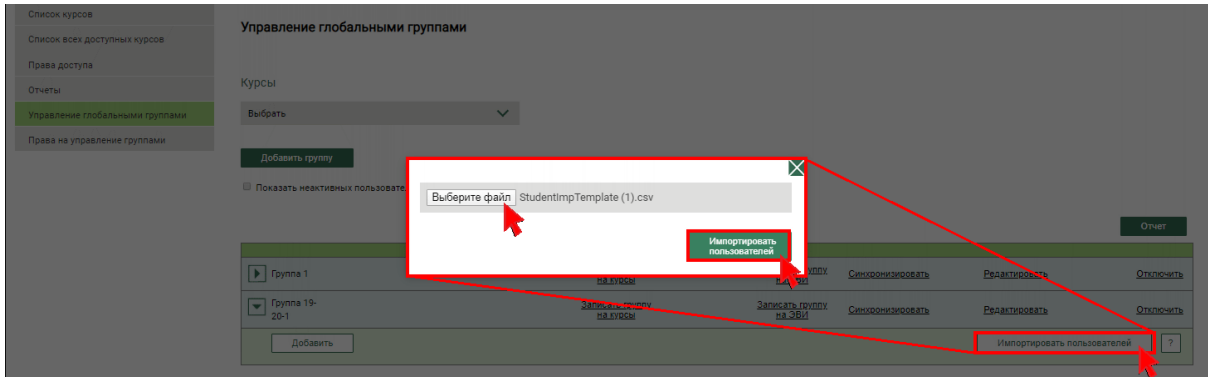 Список курсов
Список всех доступных курсов
Права доступа
Отчеты
Управление глобальными группами
Права на управление группами
Управление глобальными группами
Курсы
Выбрать
Добавить группу
Показать неактивных пользовате
Выберите файл StudentImpTemplate (1).csv
Импортировать
пользователей
Отчет
Группа 1
на курсы
Синхронизировать
Редактировать
Отключить
Группа 19-
20-1
Записать группу
на курсы
Записать группу
на ЭВИ
Синхронизировать
Редактировать
Отключить
Добавить
Импортировать пользователей
?